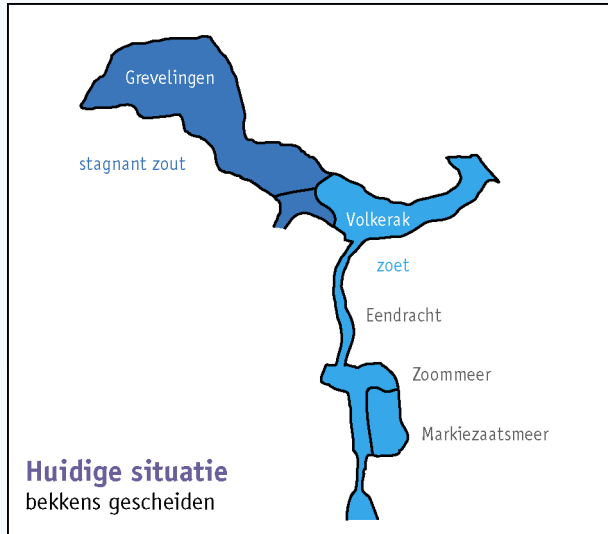 Grevelingen
stagnant zout
Volkerak
zoet
Eendracht
Zoommeer
Markiezaatsmeer
Huidige situatie
bekkens gescheiden